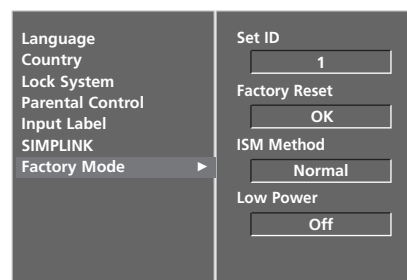 Language
Country
Lock System
Parental Control
Input Label
SIMPLINK
Factory Mode ►
Set ID
1
Factory Reset
OK
ISM Method
Normal
Low Power
Off